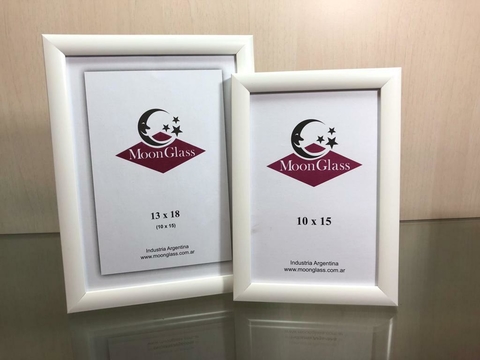 MoonGlass
13 x 18
(10 x 15)
Industria Argentina
www.moonglass.com.ar
MoonGlass
10 x 15
Industria Argentina
www.moonglass.com.ar